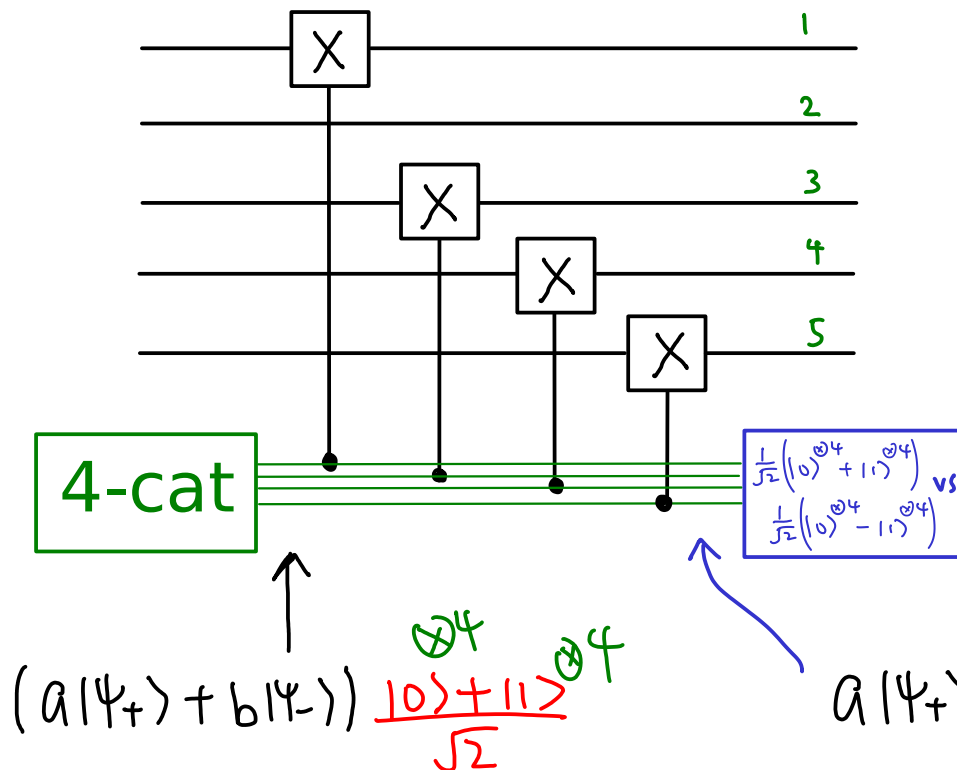 1
X
2
3
X
4
X
5
X
4-cat
1/√2(|0⟩^⊗4 + |1⟩^⊗4)
vs
1/√2(|0⟩^⊗4 − |1⟩^⊗4)
(a|ψ₊⟩ + b|ψ₋⟩) (|0⟩^⊗4 + |1⟩^⊗4)/√2
a|ψ₊⟩